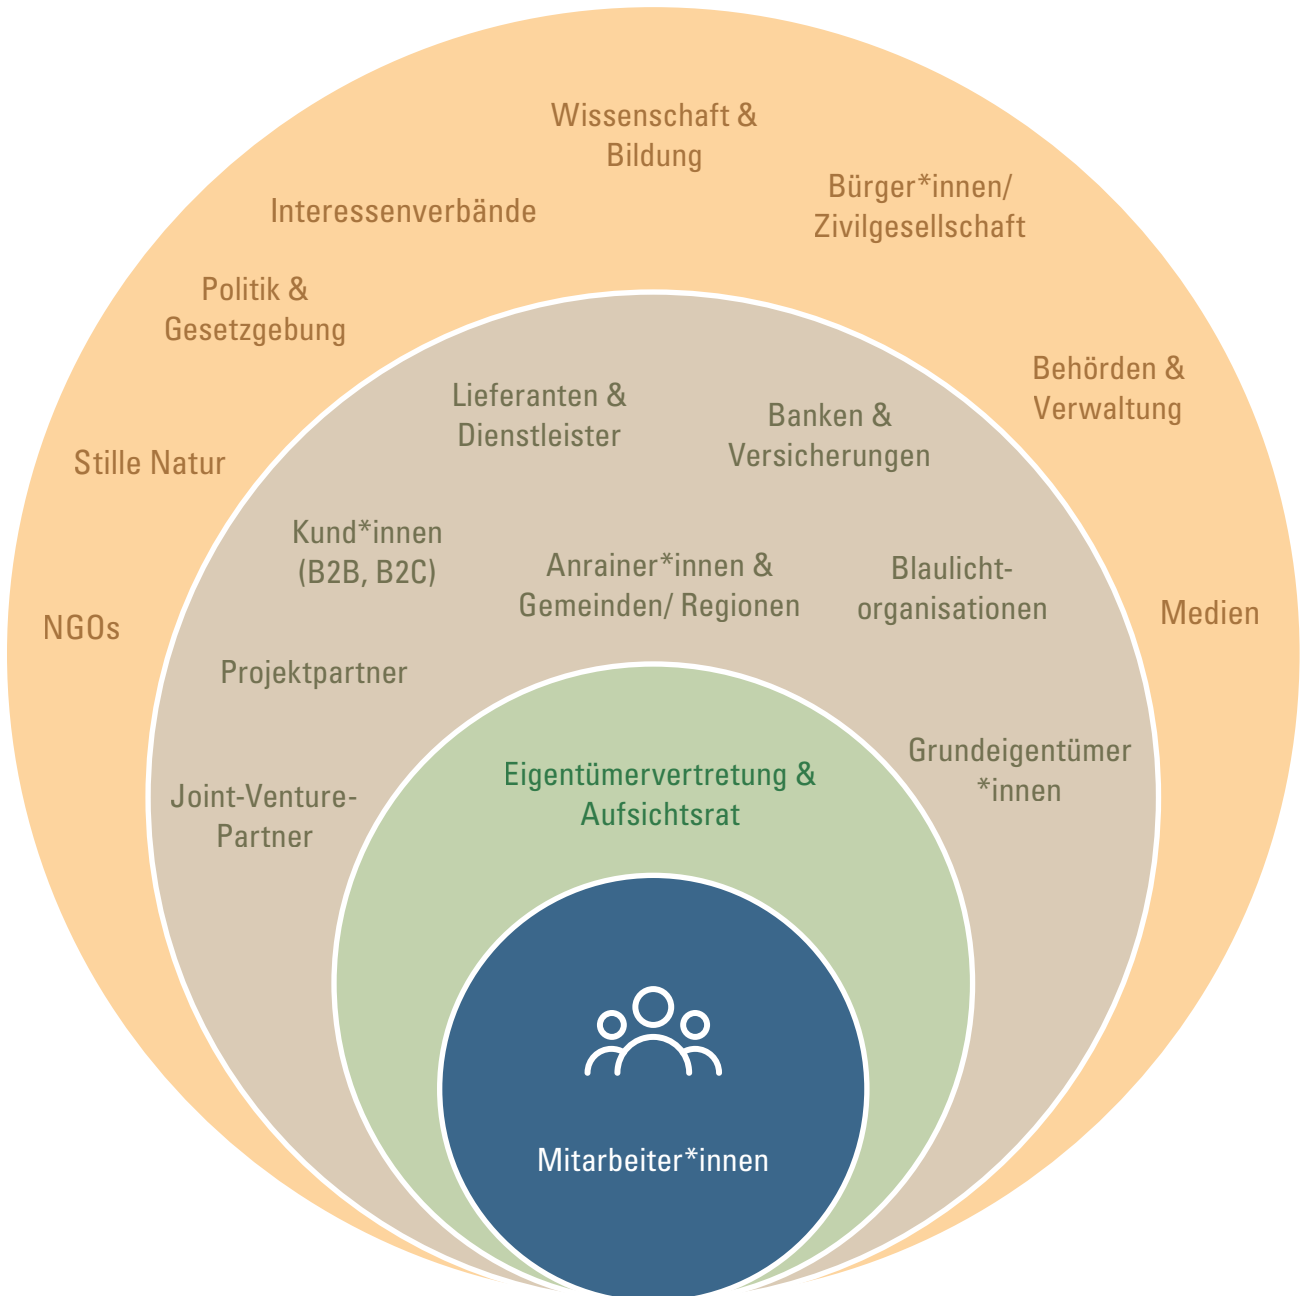 Wissenschaft &
Bildung
Bürger*innen/
Zivilgesellschaft
Interessenverbände
Politik &
Gesetzgebung
Behörden &
Verwaltung
Stille Natur
NGOs
Medien
Lieferanten &
Dienstleister
Banken &
Versicherungen
Kund*innen
(B2B, B2C)
Anrainer*innen &
Gemeinden/ Regionen
Blaulicht-
organisationen
Projektpartner
Grundeigentümer
*innen
Joint-Venture-
Partner
Eigentümervertretung &
Aufsichtsrat
Mitarbeiter*innen